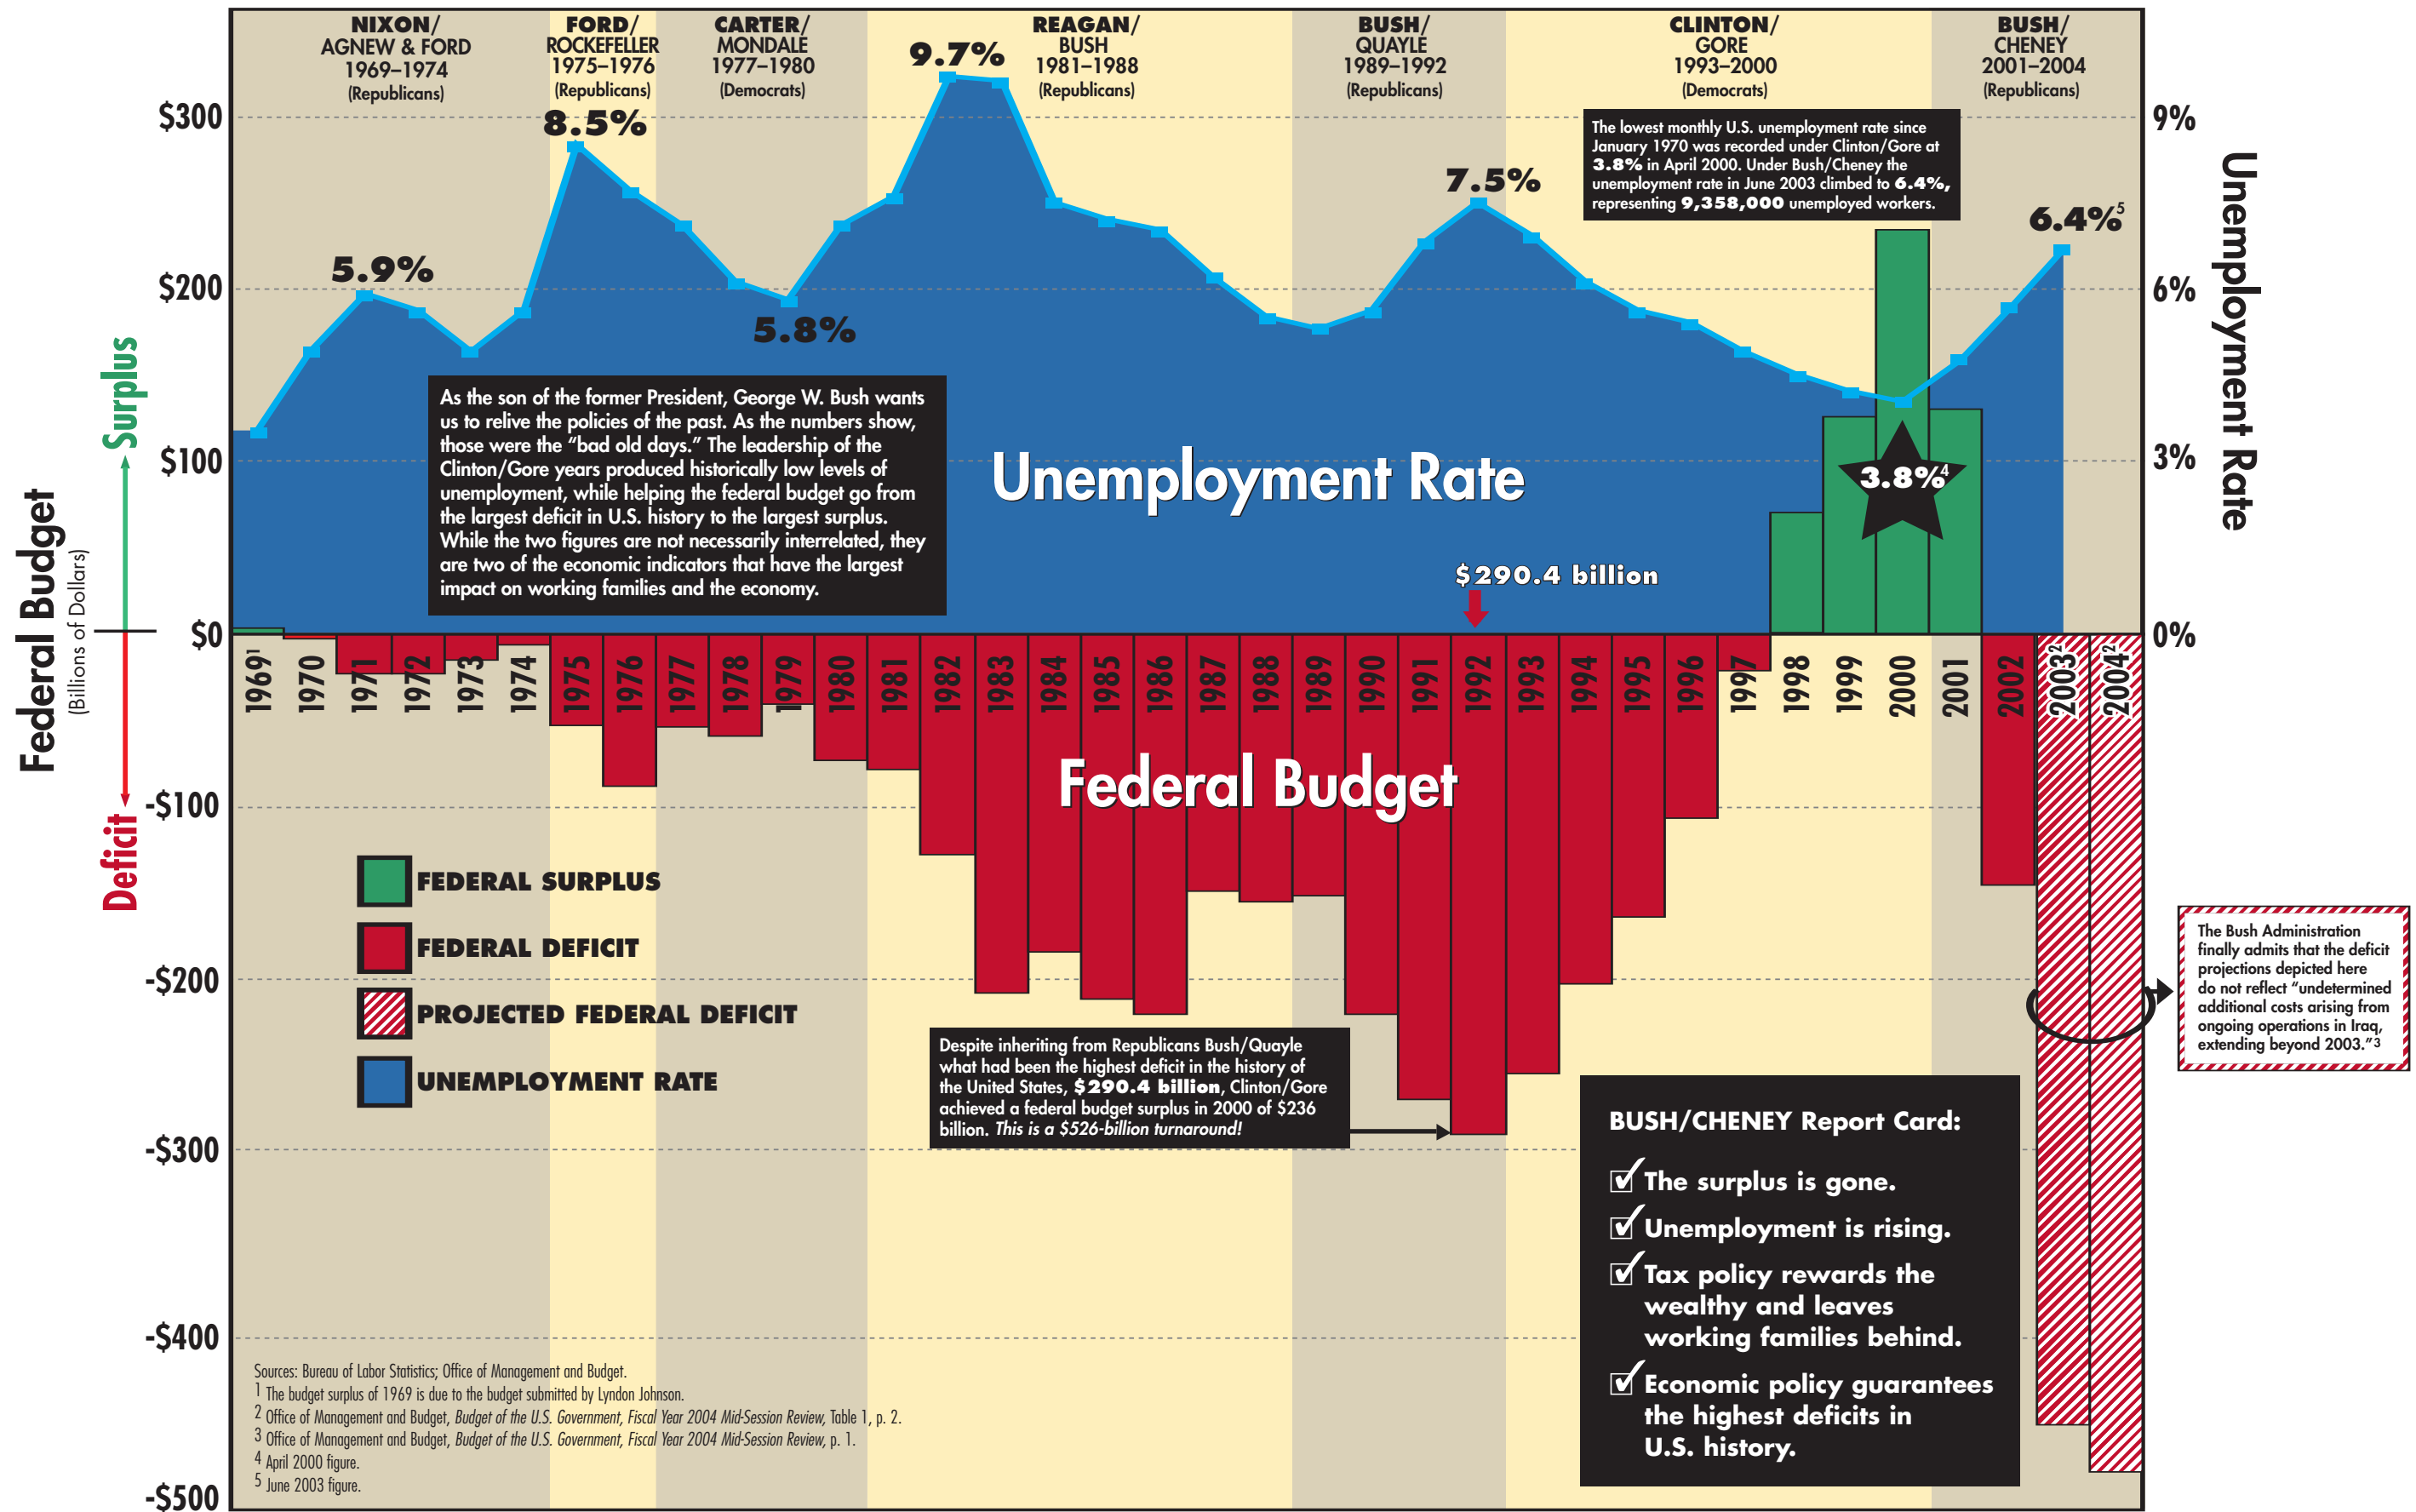 NIXON/
AGNEW & FORD
1969–1974
(Republicans)
FORD/
ROCKEFELLER
1975–1976
(Republicans)
CARTER/
MONDALE
1977–1980
(Democrats)
REAGAN/
BUSH
1981–1988
(Republicans)
BUSH/
QUAYLE
1989–1992
(Republicans)
CLINTON/
GORE
1993–2000
(Democrats)
BUSH/
CHENEY
2001–2004
(Republicans)
$300
$200
$100
$0
-$100
-$200
-$300
-$400
-$500
Federal Budget
(Billions of Dollars)
Surplus
Deficit
9%
6%
3%
0%
Unemployment Rate
5.9%
8.5%
5.8%
9.7%
7.5%
6.4%5
3.8%4
The lowest monthly U.S. unemployment rate since
January 1970 was recorded under Clinton/Gore at
3.8% in April 2000. Under Bush/Cheney the
unemployment rate in June 2003 climbed to 6.4%,
representing 9,358,000 unemployed workers.
As the son of the former President, George W. Bush wants
us to relive the policies of the past. As the numbers show,
those were the “bad old days.” The leadership of the
Clinton/Gore years produced historically low levels of
unemployment, while helping the federal budget go from
the largest deficit in U.S. history to the largest surplus.
While the two figures are not necessarily interrelated, they
are two of the economic indicators that have the largest
impact on working families and the economy.
Unemployment Rate
$290.4 billion
1969¹
1970
1971
1972
1973
1974
1975
1976
1977
1978
1979
1980
1981
1982
1983
1984
1985
1986
1987
1988
1989
1990
1991
1992
1993
1994
1995
1996
1997
1998
1999
2000
2001
2002
2003²
2004²
Federal Budget
FEDERAL SURPLUS
FEDERAL DEFICIT
PROJECTED FEDERAL DEFICIT
UNEMPLOYMENT RATE
Despite inheriting from Republicans Bush/Quayle
what had been the highest deficit in the history of
the United States, $290.4 billion, Clinton/Gore
achieved a federal budget surplus in 2000 of $236
billion. This is a $526-billion turnaround!
The Bush Administration
finally admits that the deficit
projections depicted here
do not reflect “undetermined
additional costs arising from
ongoing operations in Iraq,
extending beyond 2003.”3
BUSH/CHENEY Report Card:
The surplus is gone.
Unemployment is rising.
Tax policy rewards the
wealthy and leaves
working families behind.
Economic policy guarantees
the highest deficits in
U.S. history.
Sources: Bureau of Labor Statistics; Office of Management and Budget.
1 The budget surplus of 1969 is due to the budget submitted by Lyndon Johnson.
2 Office of Management and Budget, Budget of the U.S. Government, Fiscal Year 2004 Mid-Session Review, Table 1, p. 2.
3 Office of Management and Budget, Budget of the U.S. Government, Fiscal Year 2004 Mid-Session Review, p. 1.
4 April 2000 figure.
5 June 2003 figure.